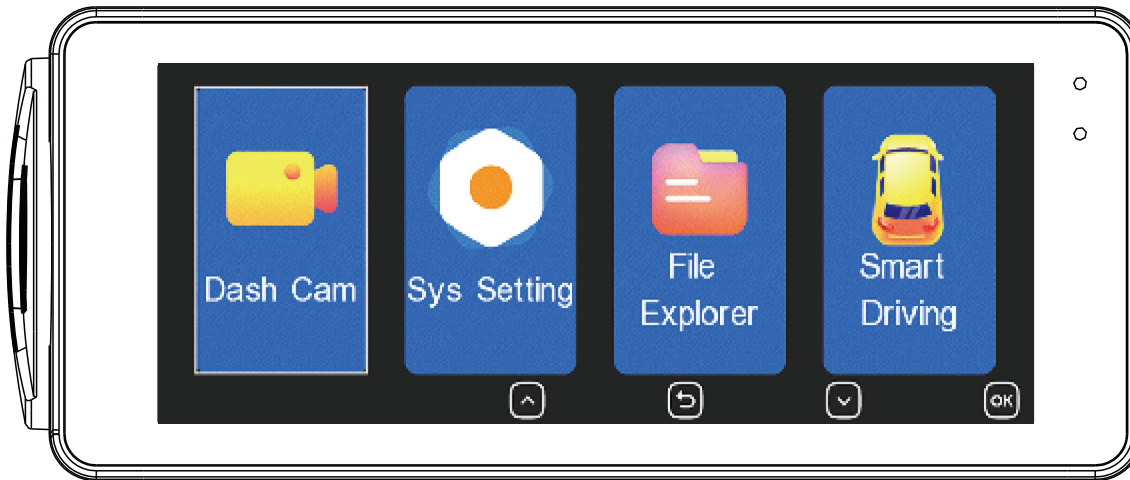 Dash Cam
Sys Setting
File
Explorer
Smart
Driving
OK